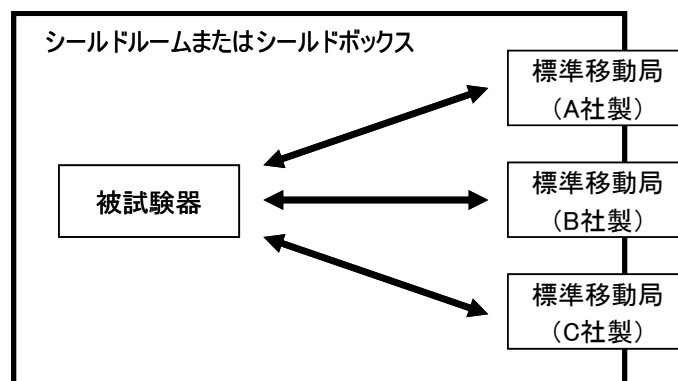 シールドルームまたはシールドボックス
標準移動局
（A社製）
被試験器
標準移動局
（B社製）
標準移動局
（C社製）